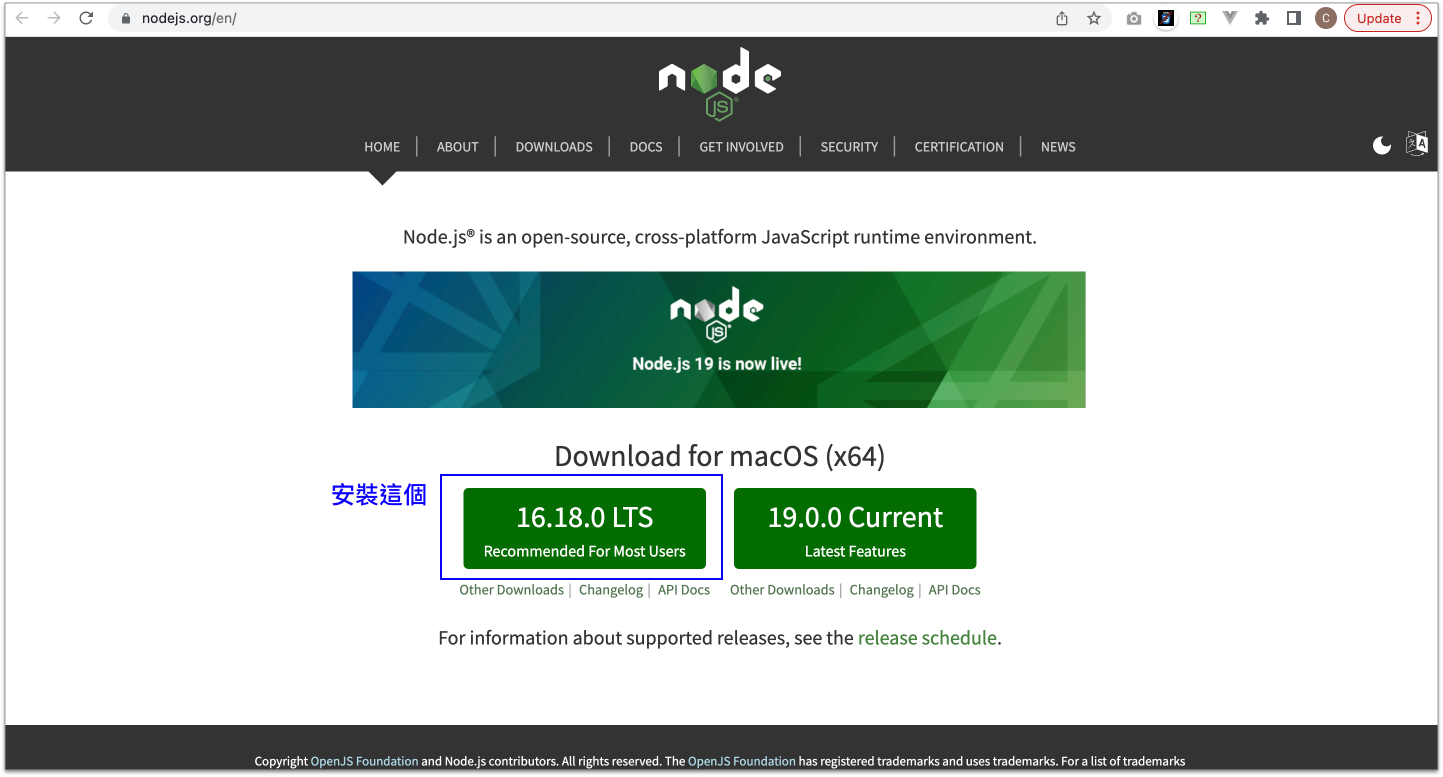 nodejs.org/en/
C
Update
node
JS
HOME | ABOUT | DOWNLOADS | DOCS | GET INVOLVED | SECURITY | CERTIFICATION | NEWS
Node.js® is an open-source, cross-platform JavaScript runtime environment.
node
JS
Node.js 19 is now live!
Download for macOS (x64)
安裝這個
16.18.0 LTS
Recommended For Most Users
19.0.0 Current
Latest Features
Other Downloads | Changelog | API Docs
Other Downloads | Changelog | API Docs
For information about supported releases, see the release schedule.
Copyright OpenJS Foundation and Node.js contributors. All rights reserved. The OpenJS Foundation has registered trademarks and uses trademarks. For a list of trademarks